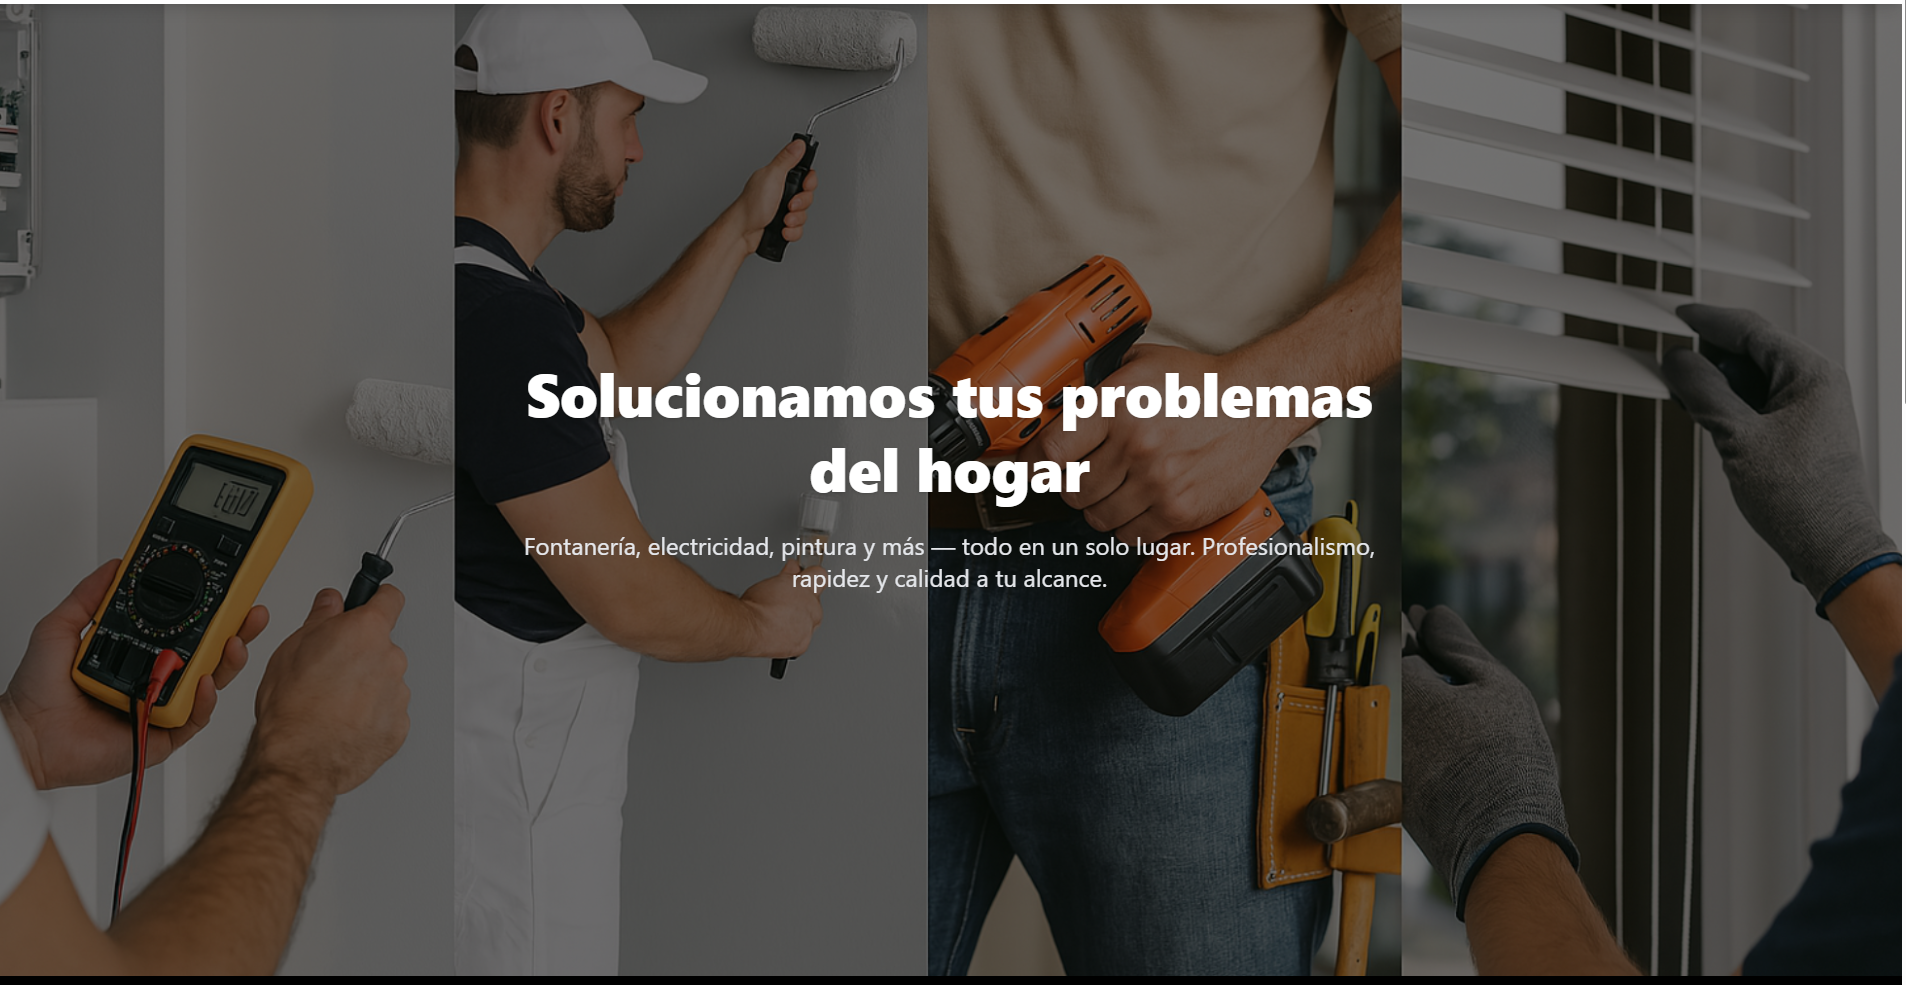 Solucionamos tus problemas
del hogar
Fontanería, electricidad, pintura y más — todo en un solo lugar. Profesionalismo,
rapidez y calidad a tu alcance.